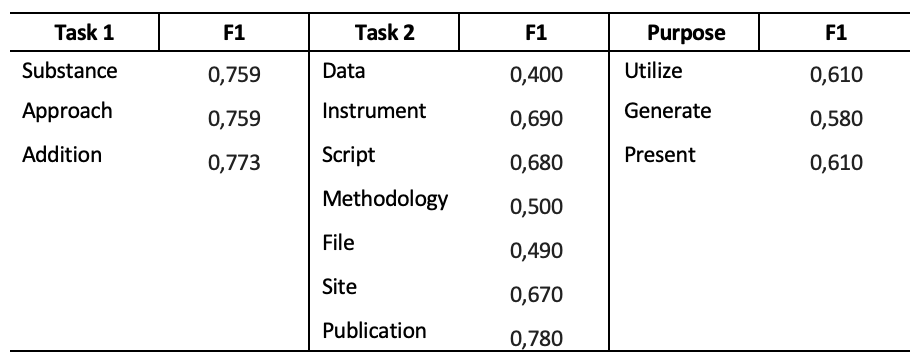 Task 1 F1 Task 2 F1 Purpose F1
Substance 0,759 Data 0,400 Utilize 0,610
Approach 0,759 Instrument 0,690 Generate 0,580
Addition 0,773 Script 0,680 Present 0,610
Methodology 0,500
File 0,490
Site 0,670
Publication 0,780